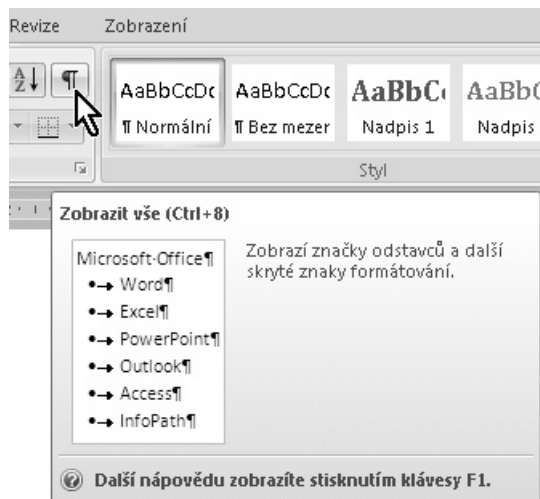 Revize Zobrazení
AaBbCcDc AaBbCcDc AaBbC AaBb
¶ Normální ¶ Bez mezer Nadpis 1 Nadpis
Styl
Zobrazit vše (Ctrl+8)
Microsoft·Office¶
•→ Word¶
•→ Excel¶
•→ PowerPoint¶
•→ Outlook¶
•→ Access¶
•→ InfoPath¶
Zobrazí značky odstavců a další
skryté znaky formátování.
Další nápovědu zobrazíte stisknutím klávesy F1.